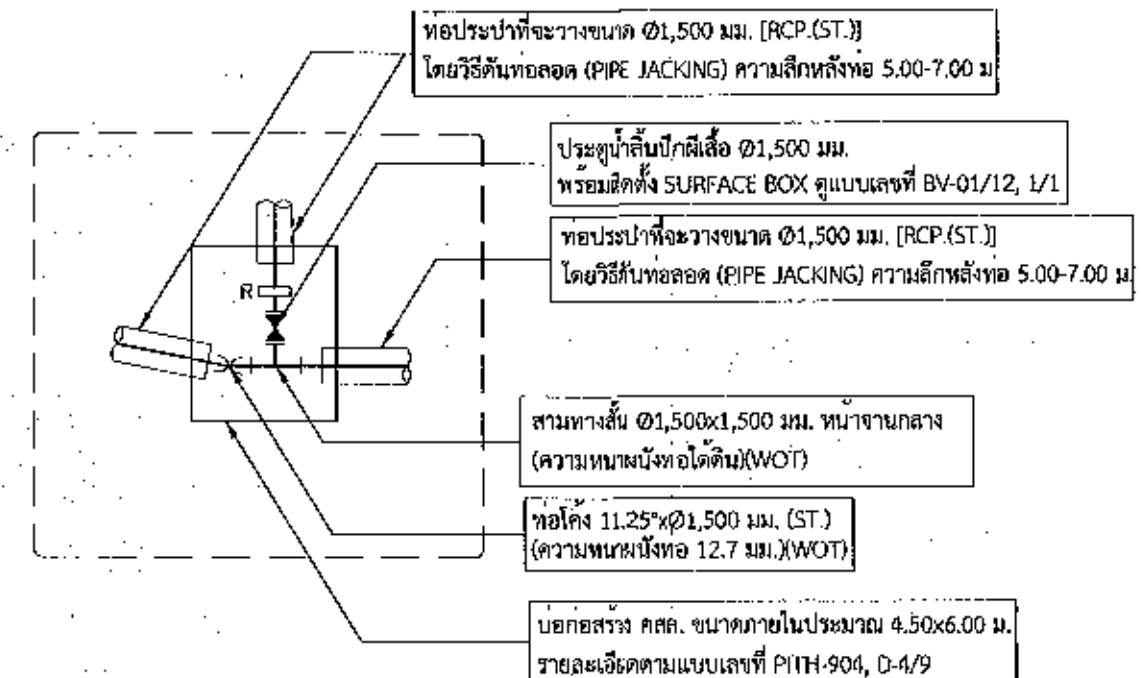 ท่อประปาที่จะวางขนาด Ø1,500 มม. [RCP.(ST.)]
โดยวิธีดันท่อลอด (PIPE JACKING) ความลึกหลังท่อ 5.00-7.00 ม
ประตูน้ำลิ้นปีกผีเสื้อ Ø1,500 มม.
พร้อมติดตั้ง SURFACE BOX ดูแบบเลขที่ BV-01/12, 1/1
ท่อประปาที่จะวางขนาด Ø1,500 มม. [RCP.(ST.)]
โดยวิธีดันท่อลอด (PIPE JACKING) ความลึกหลังท่อ 5.00-7.00 ม.
R
สามทางสั้น Ø1,500x1,500 มม. หน้าจานกลาง
(ความหนาผนังท่อใต้ดิน)(WOT)
ท่อโค้ง 11.25°xØ1,500 มม. (ST.)
(ความหนาผนังท่อ 12.7 มม.)(WOT)
บ่อก่อสร้าง คสล. ขนาดภายในประมาณ 4.50x6.00 ม.
รายละเอียดตามแบบเลขที่ D-4/9